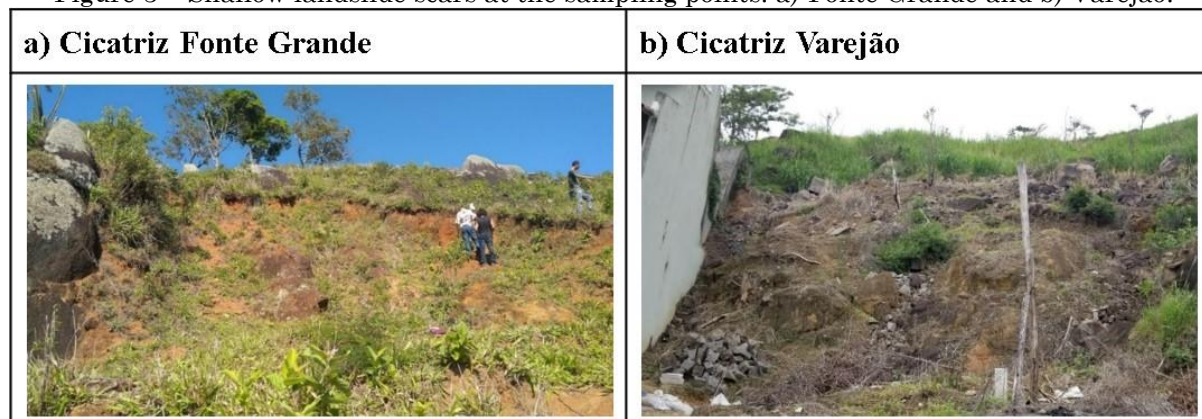 Figure 3 – Shallow landslide scars at the sampling points: a) Fonte Grande and b) Varejão.
a) Cicatriz Fonte Grande
b) Cicatriz Varejão